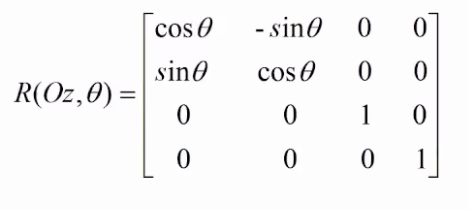 cosθ - sinθ 0 0
sinθ cosθ 0 0
R(Oz,θ) =
0 0 1 0
0 0 0 1